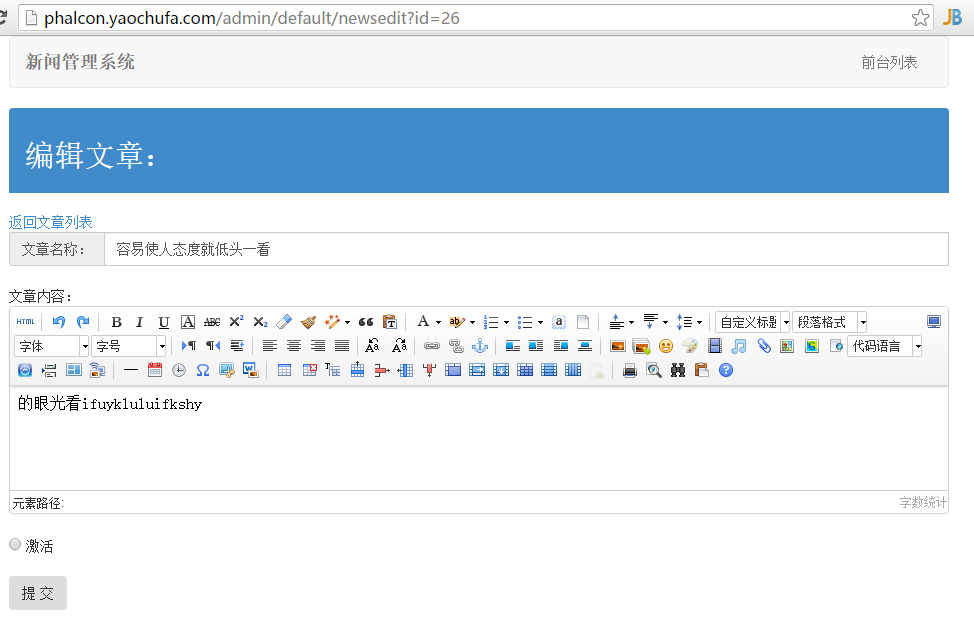 phalcon.yaochufa.com/admin/default/newsedit?id=26
JB
新闻管理系统 前台列表
编辑文章：
返回文章列表
文章名称： 容易使人态度就低头一看
文章内容：
HTML B I U A ABC X² X₂ A ab a 自定义标题 段落格式
字体 字号 代码语言
的眼光看ifuykluluifkshy
元素路径: 字数统计
激活
提 交